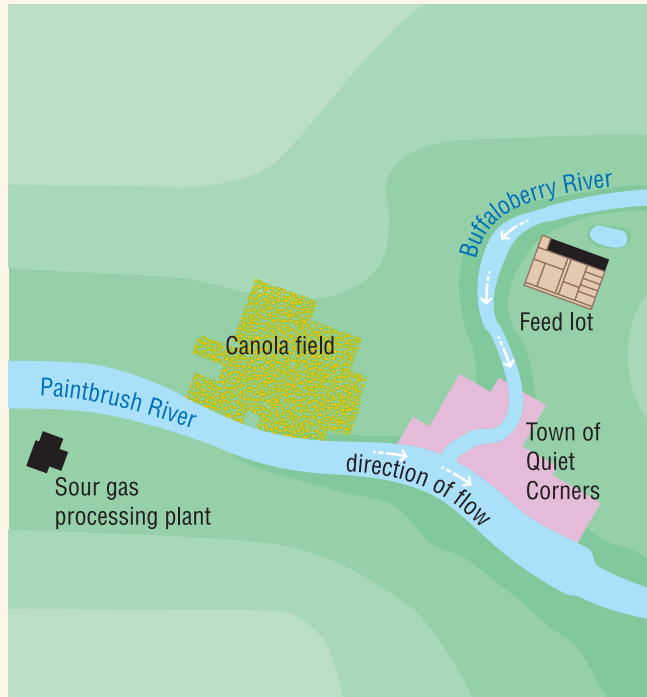 Buffaloberry River
Feed lot
Canola field
Paintbrush River
Town of
Quiet
Corners
direction of flow
Sour gas
processing plant